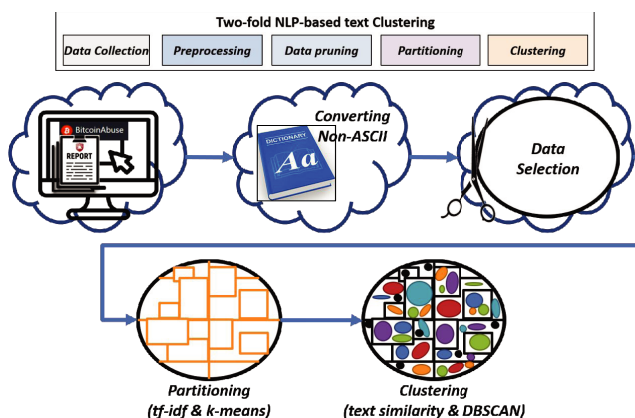 Two-fold NLP-based text Clustering
Data Collection Preprocessing Data pruning Partitioning Clustering
BitcoinAbuse
REPORT
Converting
Non-ASCII
DICTIONARY
Aa
Data
Selection
Partitioning
(tf-idf & k-means)
Clustering
(text similarity & DBSCAN)